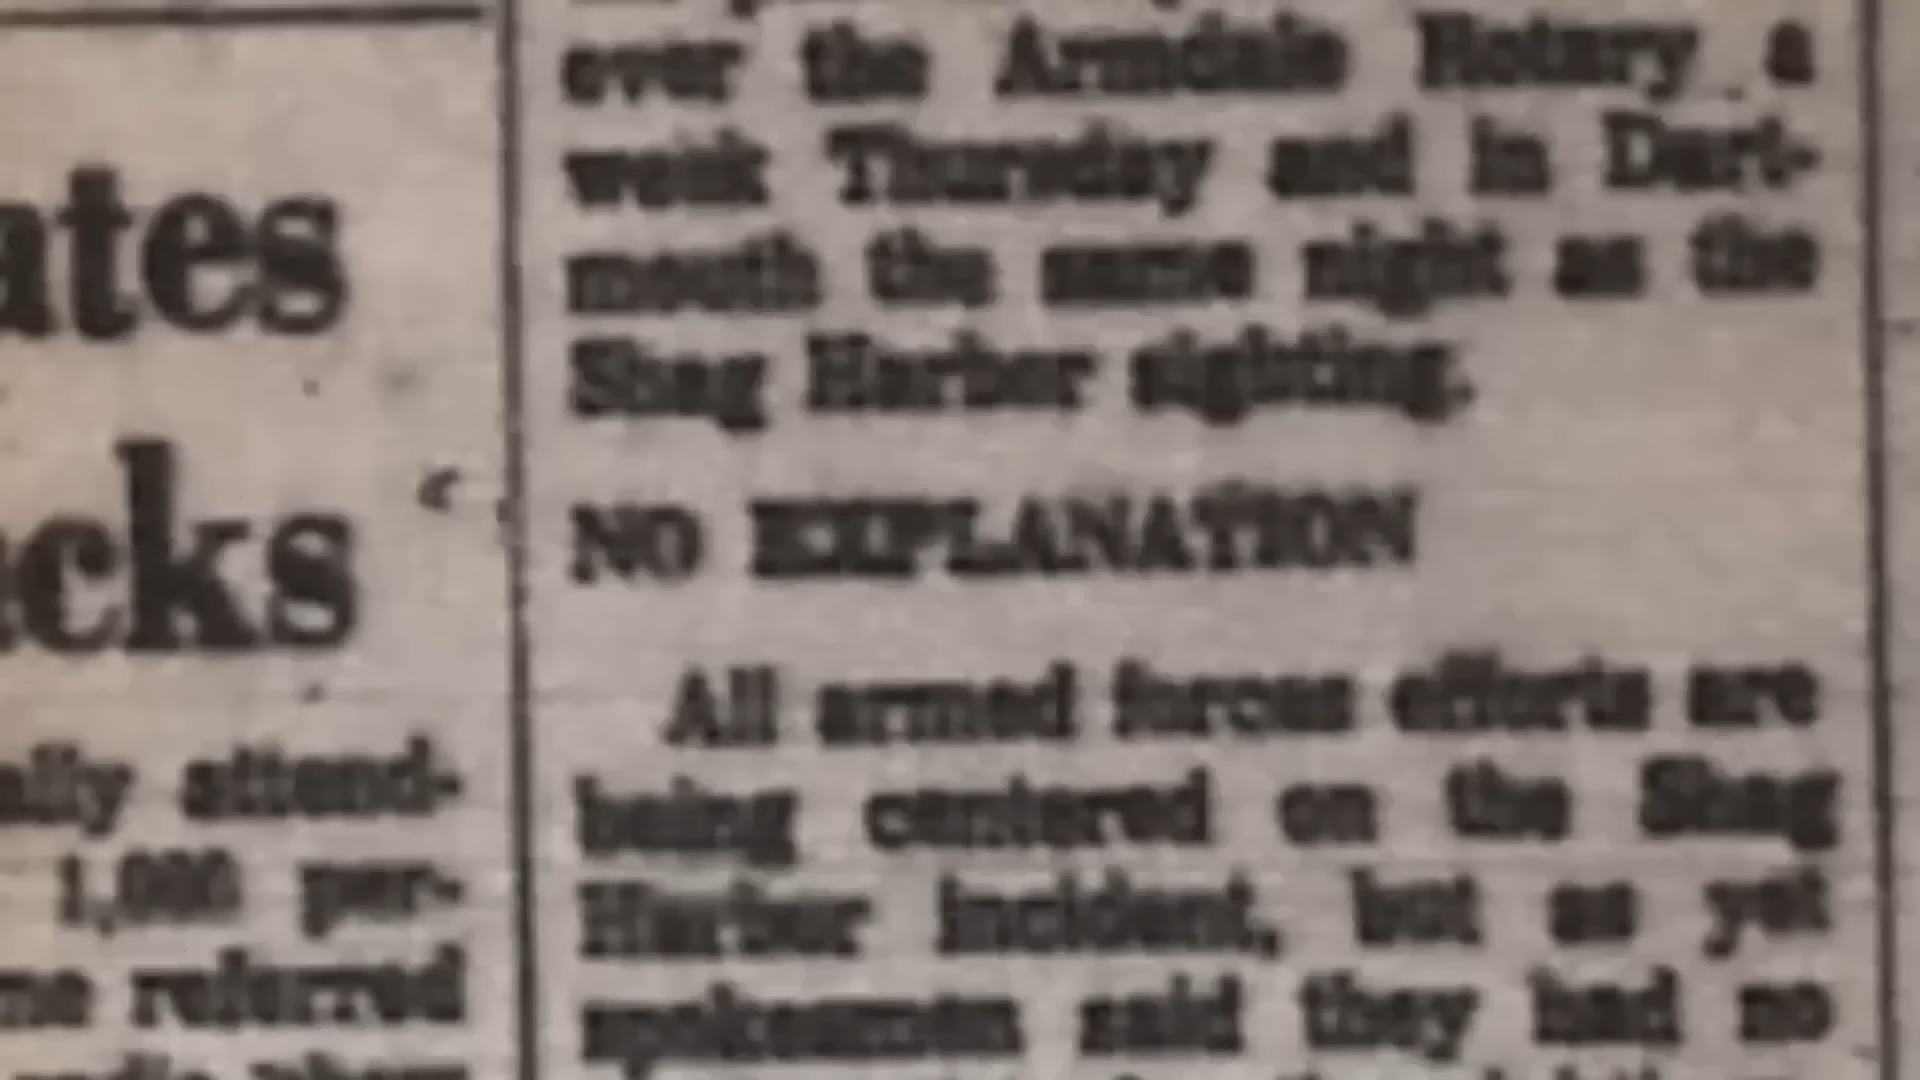 ates
cks
ally attend-
1,000 per-
me referred
over the Armdale Rotary a
week Thursday and in Dart-
mouth the same night as the
Shag Harbor sighting.
NO EXPLANATION
All armed forces efforts are
being centered on the Shag
Harbor incident, but as yet
spokesmen said they had no